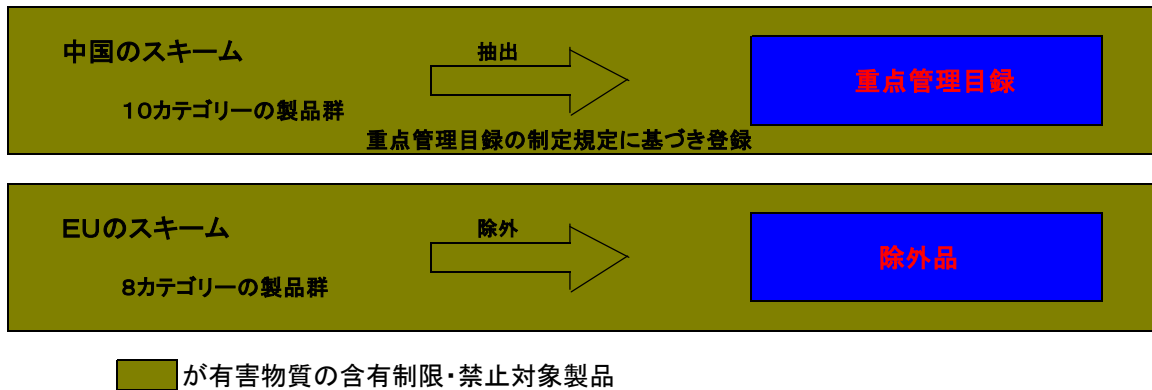 中国のスキーム
抽出
重点管理目録
10カテゴリーの製品群
重点管理目録の制定規定に基づき登録
EUのスキーム
除外
除外品
8カテゴリーの製品群
が有害物質の含有制限・禁止対象製品